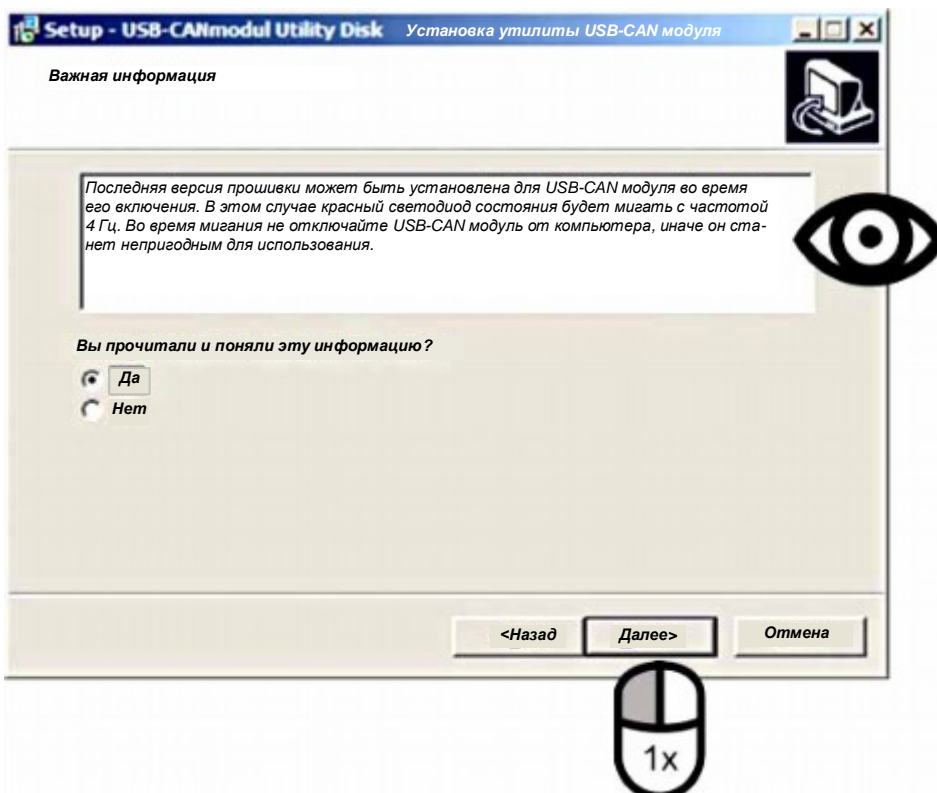 Setup - USB-CANmodul Utility Disk Установка утилиты USB-CAN модуля
Важная информация
Последняя версия прошивки может быть установлена для USB-CAN модуля во время
его включения. В этом случае красный светодиод состояния будет мигать с частотой
4 Гц. Во время мигания не отключайте USB-CAN модуль от компьютера, иначе он ста-
нет непригодным для использования.
Вы прочитали и поняли эту информацию?
Да
Нет
<Назад Далее> Отмена
1x